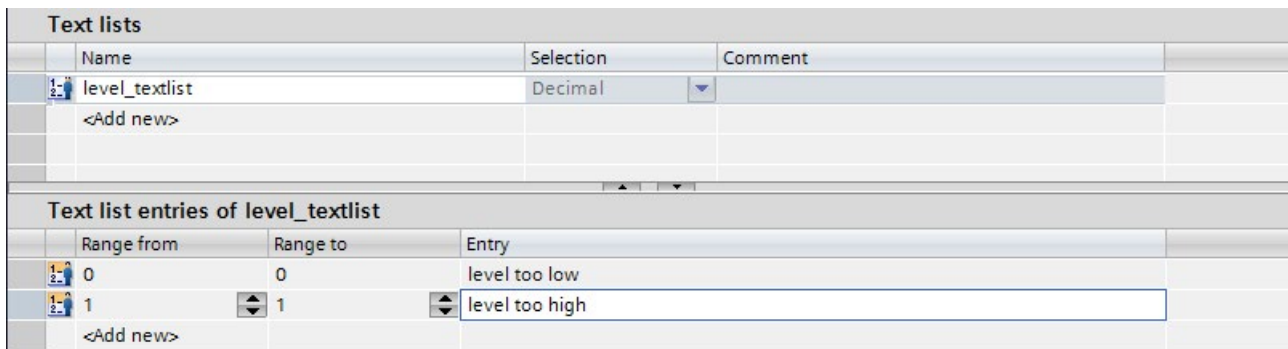 Text lists
Name Selection Comment
level_textlist Decimal
<Add new>
Text list entries of level_textlist
Range from Range to Entry
0 0 level too low
1 1 level too high
<Add new>